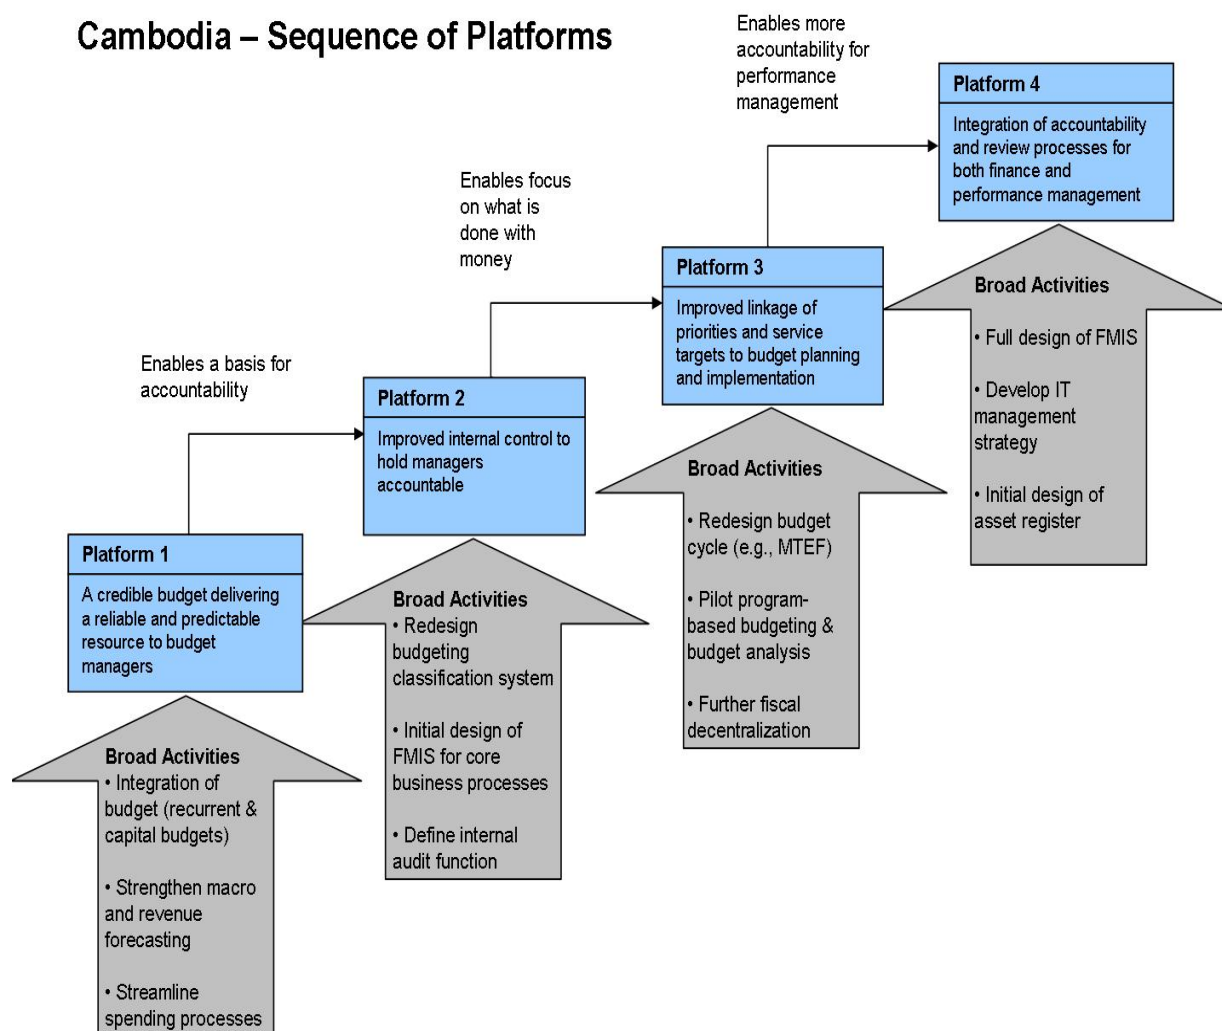 Cambodia – Sequence of Platforms
Enables a basis for
accountability
Enables focus
on what is
done with
money
Enables more
accountability for
performance
management
Platform 1
A credible budget delivering
a reliable and predictable
resource to budget
managers
Broad Activities
• Integration of
budget (recurrent &
capital budgets)
• Strengthen macro
and revenue
forecasting
• Streamline
spending processes
Platform 2
Improved internal control to
hold managers
accountable
Broad Activities
• Redesign
budgeting
classification system
• Initial design of
FMIS for core
business processes
• Define internal
audit function
Platform 3
Improved linkage of
priorities and service
targets to budget planning
and implementation
Broad Activities
• Redesign budget
cycle (e.g., MTEF)
• Pilot program-
based budgeting &
budget analysis
• Further fiscal
decentralization
Platform 4
Integration of accountability
and review processes for
both finance and
performance management
Broad Activities
• Full design of FMIS
• Develop IT
management
strategy
• Initial design of
asset register